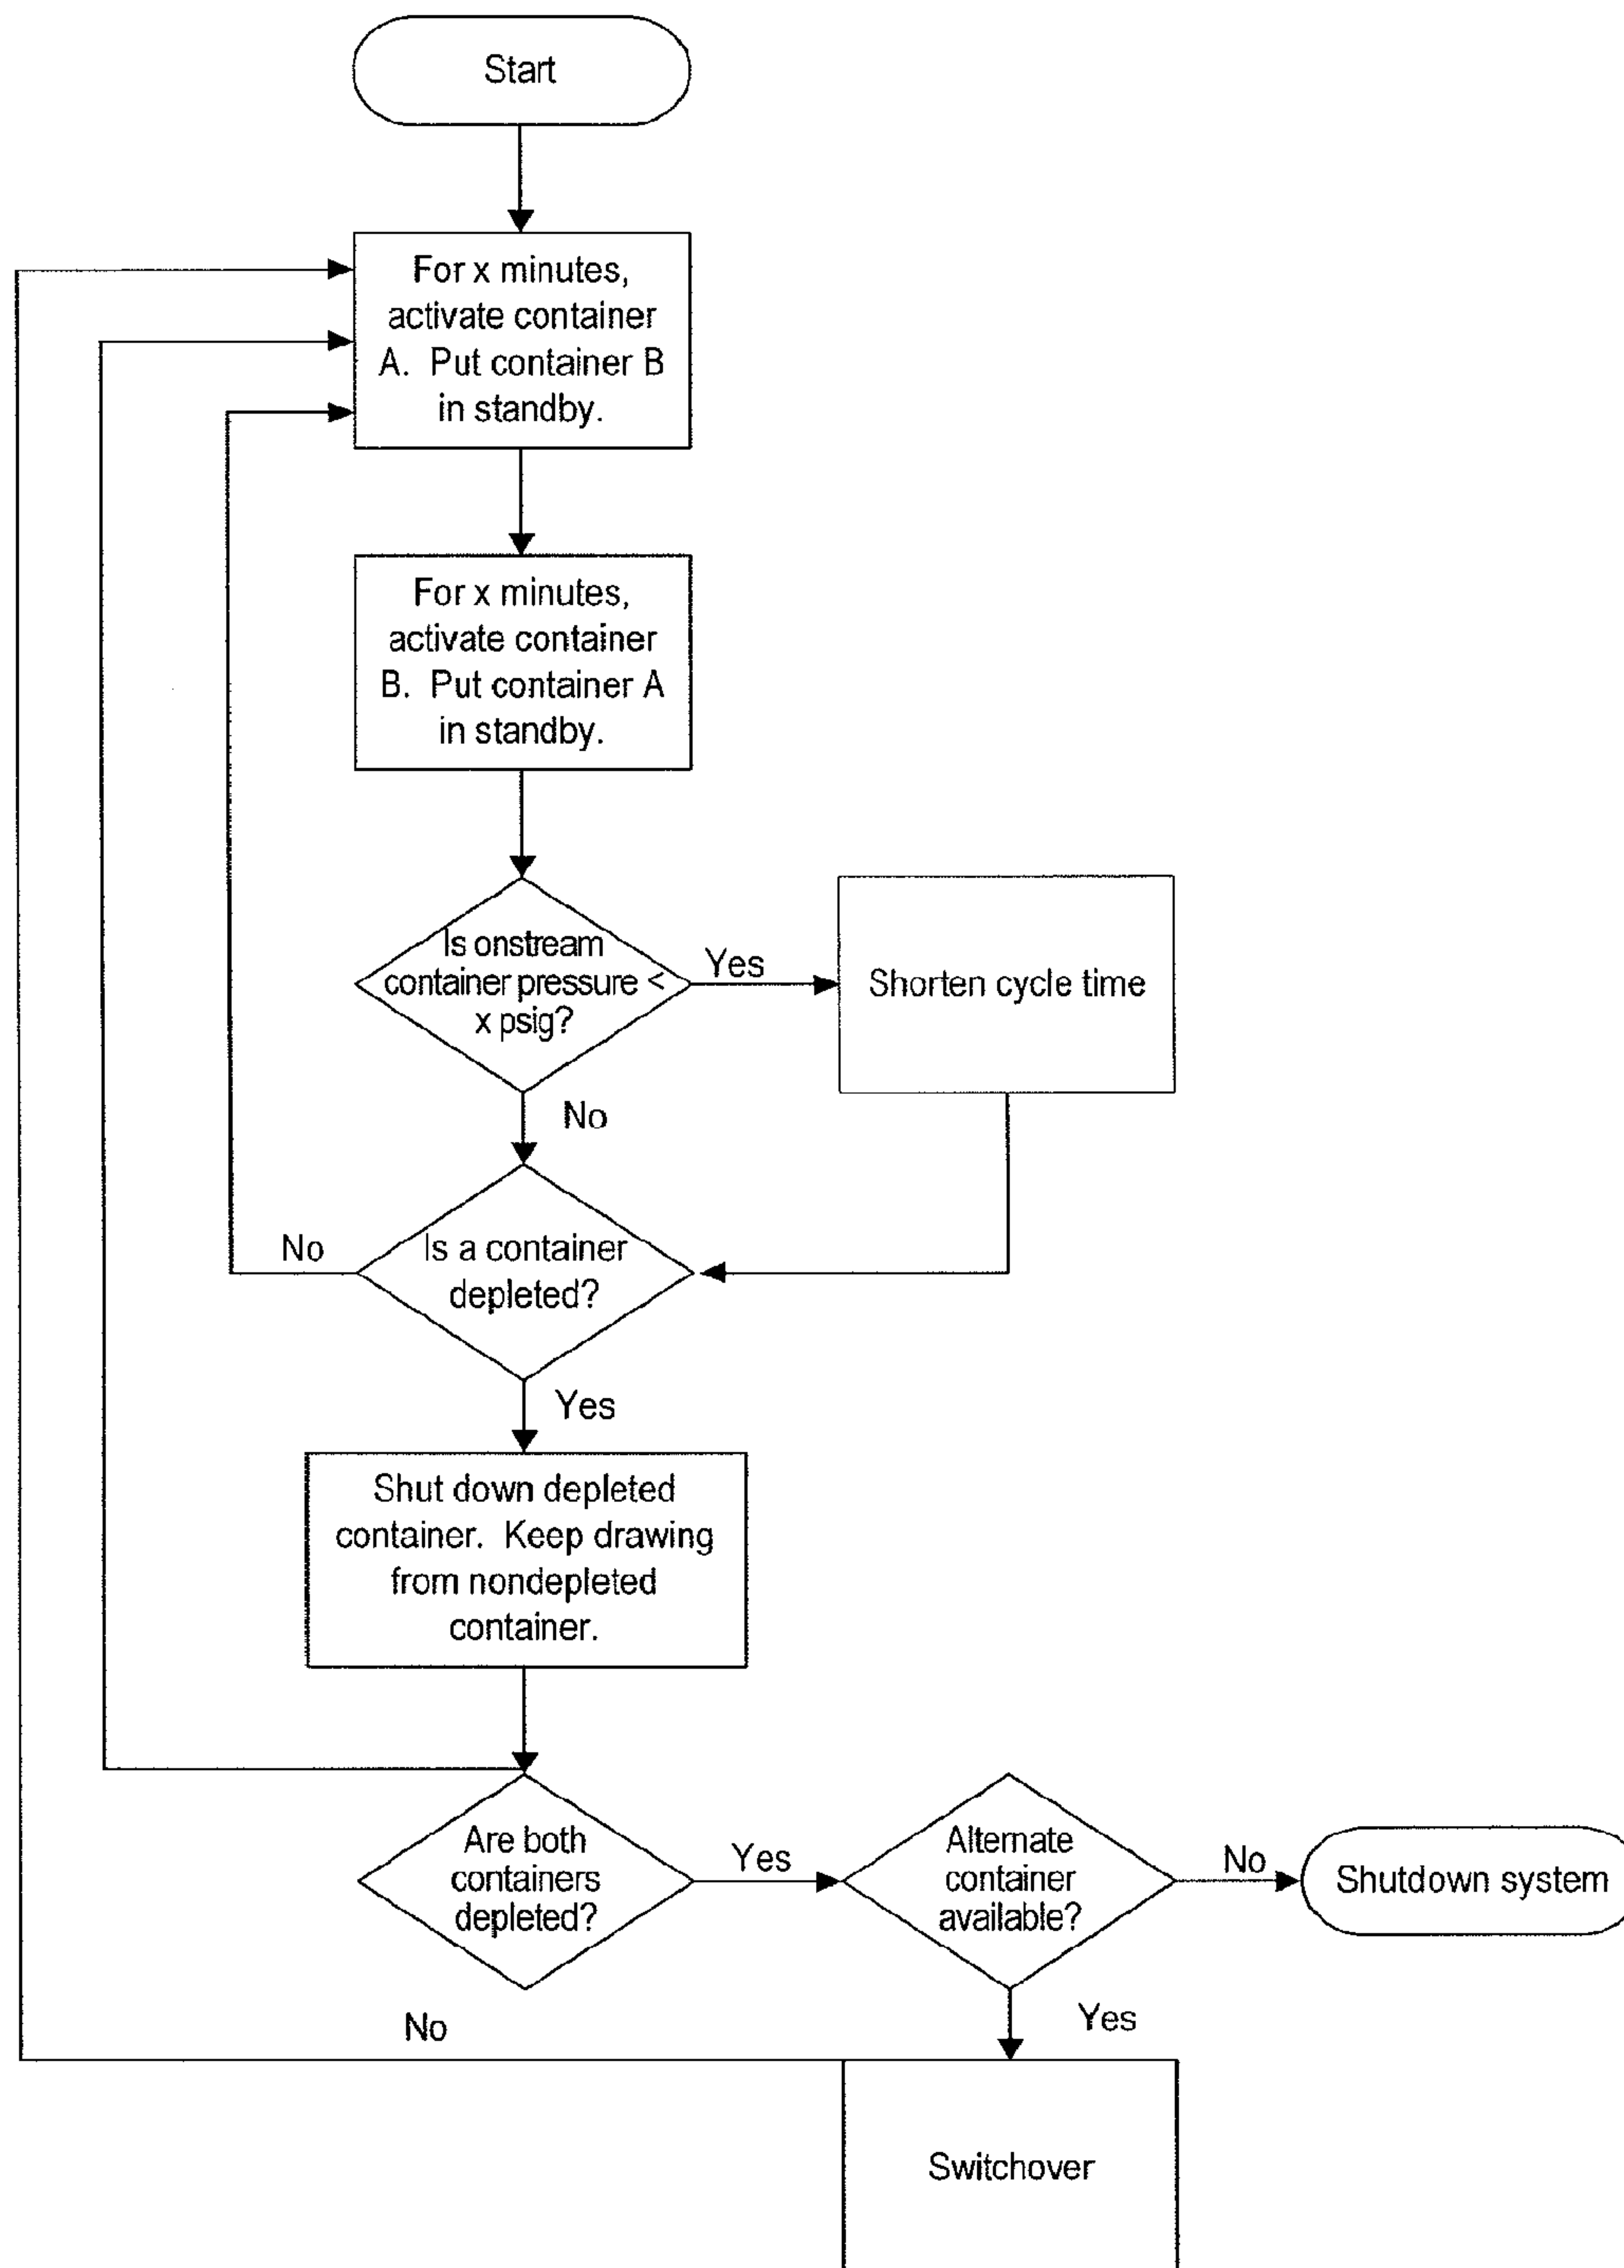 Start
For x minutes,
activate container
A. Put container B
in standby.
For x minutes,
activate container
B. Put container A
in standby.
Is onstream
container pressure <
x psig?
Yes
Shorten cycle time
No
No
Is a container
depleted?
Yes
Shut down depleted
container. Keep drawing
from nondepleted
container.
Are both
containers
depleted?
Yes
Alternate
container
available?
No
Shutdown system
No
Yes
Switchover